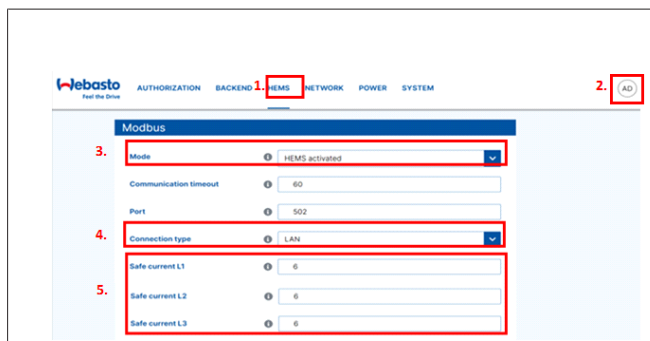 webasto
Feel the Drive
AUTHORIZATION BACKEND 1. HEMS NETWORK POWER SYSTEM 2. AD
Modbus
3. Mode HEMS activated
Communication timeout 60
Port 502
4. Connection type LAN
Safe current L1 6
5. Safe current L2 6
Safe current L3 6